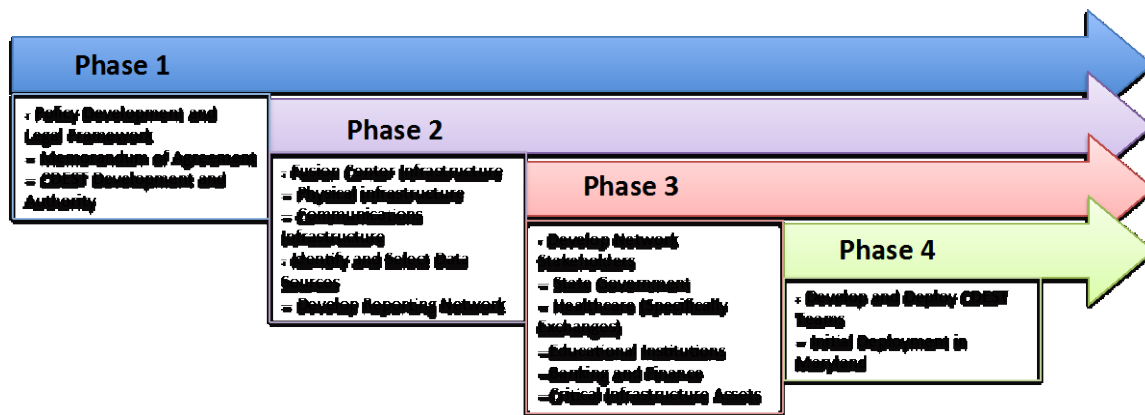 Phase 1
· Policy Development and
Legal Framework
– Memorandum of Agreement
– CDEST Development and
Authority
Phase 2
· Fusion Center Infrastructure
– Physical infrastructure
– Communications
Infrastructure
· Identify and Select Data
Sources
– Develop Reporting Network
Phase 3
· Develop Network
Stakeholders
– State Government
– Healthcare (Specifically
Exchanges)
–Educational Institutions
–Banking and Finance
–Critical Infrastructure Assets
Phase 4
· Develop and Deploy CDEST
Teams
– Initial Deployment in
Maryland